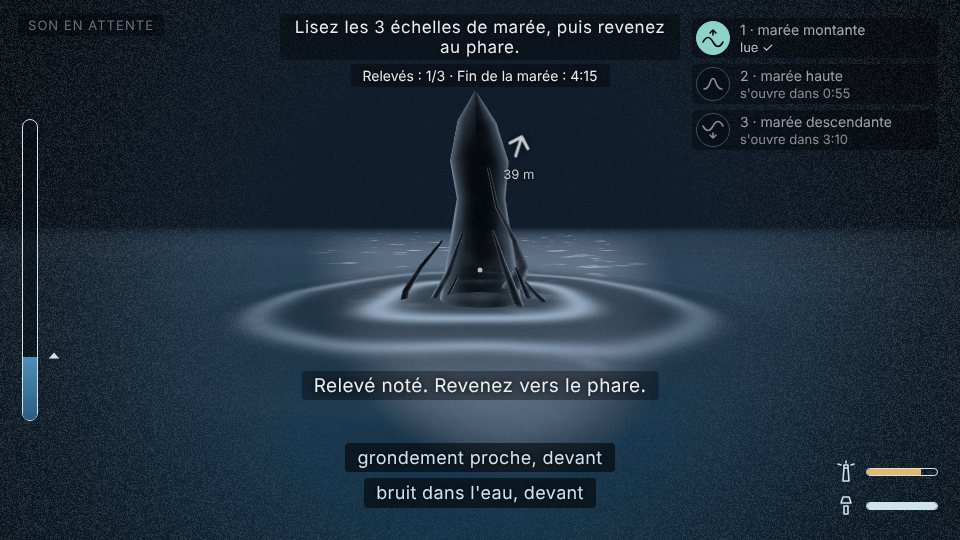 SON EN ATTENTE
Lisez les 3 échelles de marée, puis revenez
au phare.
Relevés : 1/3 · Fin de la marée : 4:15
1 · marée montante
lue ✓
2 · marée haute
s'ouvre dans 0:55
3 · marée descendante
s'ouvre dans 3:10
39 m
Relevé noté. Revenez vers le phare.
grondement proche, devant
bruit dans l'eau, devant